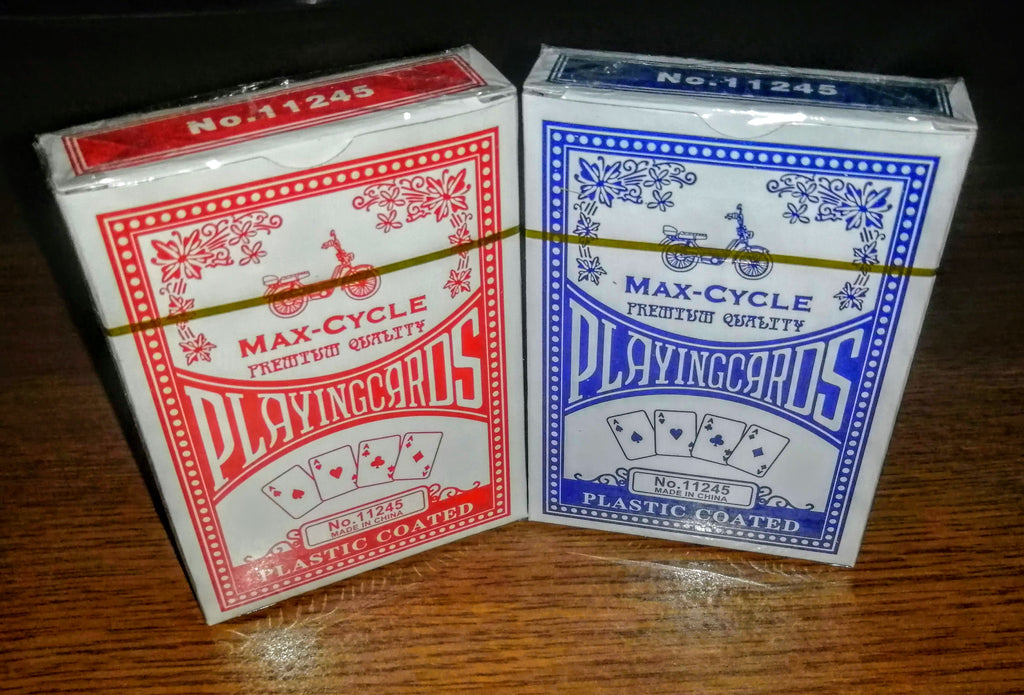 No.11245
MAX-CYCLE
PREMIUM QUALITY
PLAYINGCARDS
A A A A
No.11245
MADE IN CHINA
PLASTIC COATED
No.11245
MAX-CYCLE
PREMIUM QUALITY
PLAYINGCARDS
A A A A
No.11245
MADE IN CHINA
PLASTIC COATED